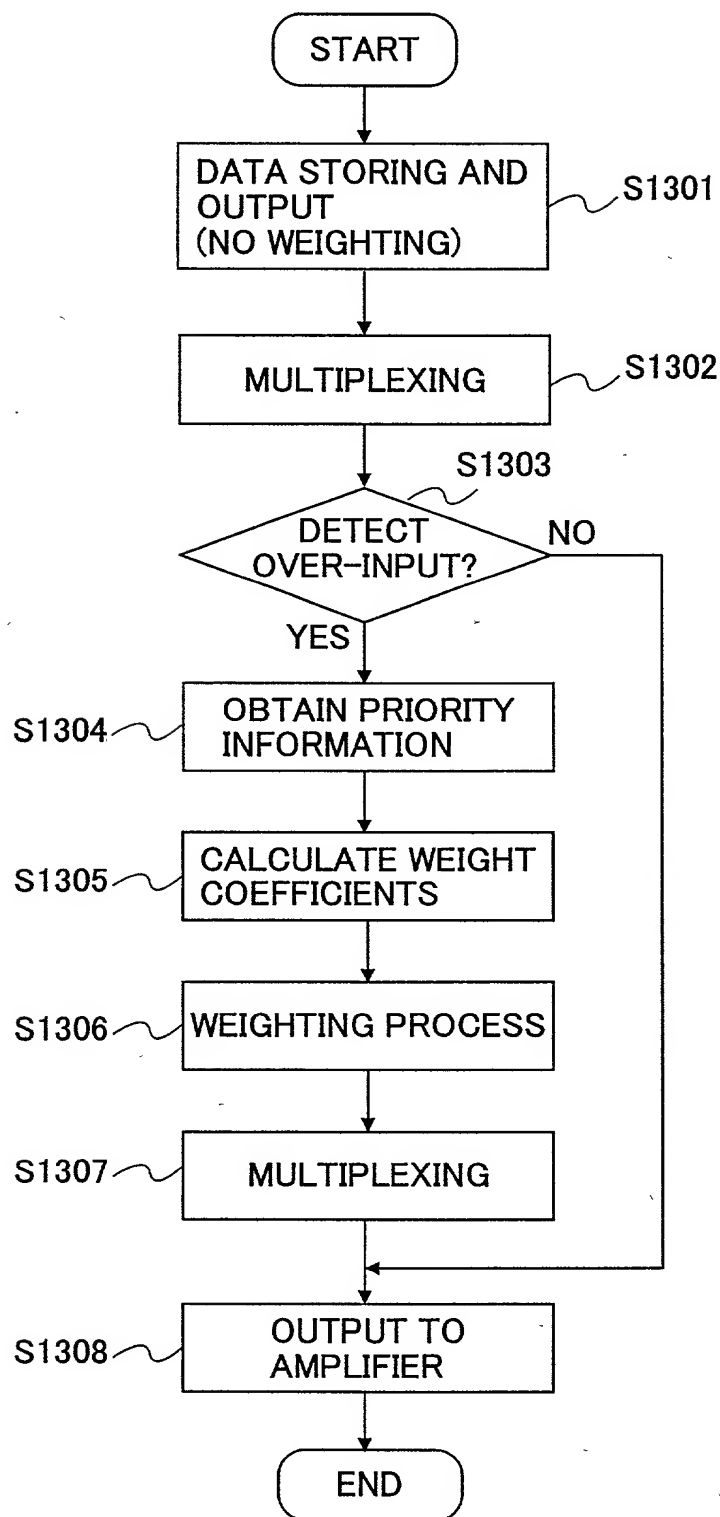 START
DATA STORING AND
OUTPUT
(NO WEIGHTING)
S1301
MULTIPLEXING
S1302
S1303
DETECT
OVER-INPUT?
NO
YES
S1304
OBTAIN PRIORITY
INFORMATION
S1305
CALCULATE WEIGHT
COEFFICIENTS
S1306
WEIGHTING PROCESS
S1307
MULTIPLEXING
S1308
OUTPUT TO
AMPLIFIER
END